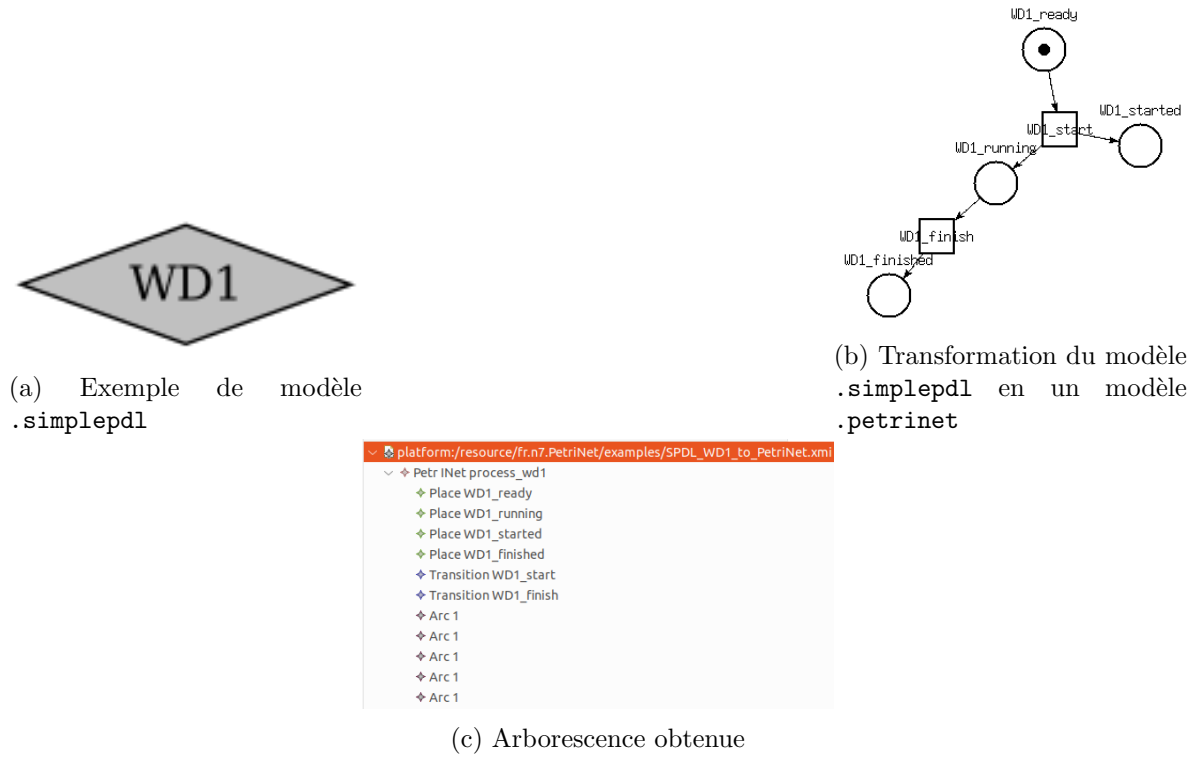 WD1_ready
WD1_started
WD1_start
WD1_running
WD1_finish
WD1_finished
WD1
(a) Exemple de modèle
.simplepdl
(b) Transformation du modèle
.simplepdl en un modèle
.petrinet
platform:/resource/fr.n7.PetriNet/examples/SPDL_WD1_to_PetriNet.xmi
Petr INet process_wd1
Place WD1_ready
Place WD1_running
Place WD1_started
Place WD1_finished
Transition WD1_start
Transition WD1_finish
Arc 1
Arc 1
Arc 1
Arc 1
Arc 1
(c) Arborescence obtenue